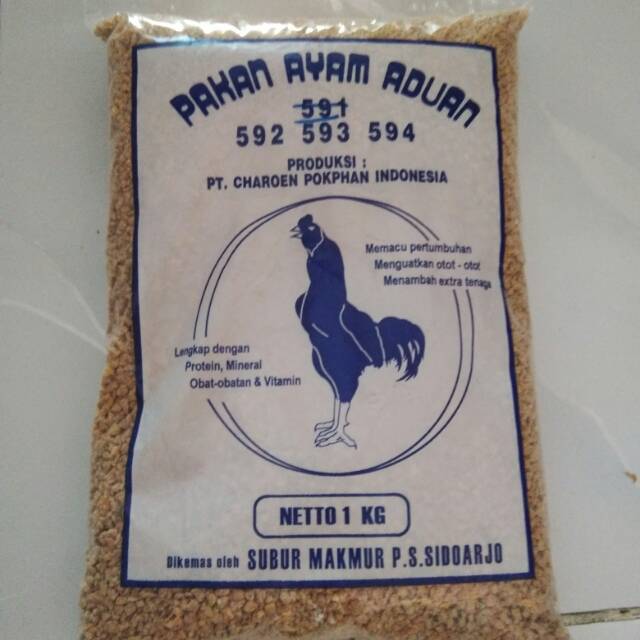 PAKAN AYAM ADUAN
591
592 593 594
PRODUKSI :
PT. CHAROEN POKPHAN INDONESIA
Memacu pertumbuhan
Menguatkan otot - otot
Menambah extra tenaga
Lengkap dengan
Protein, Mineral
Obat-obatan & Vitamin
NETTO 1 KG
Dikemas oleh SUBUR MAKMUR P.S.SIDOARJO